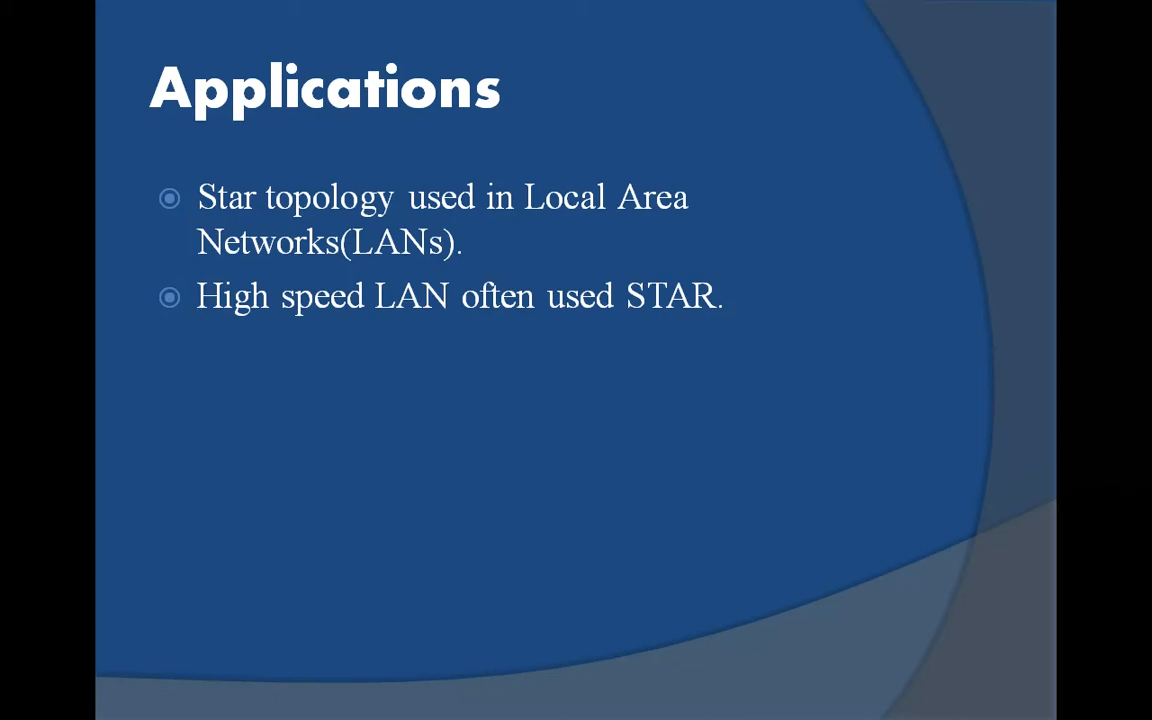 Applications
Star topology used in Local Area
Networks(LANs).
High speed LAN often used STAR.